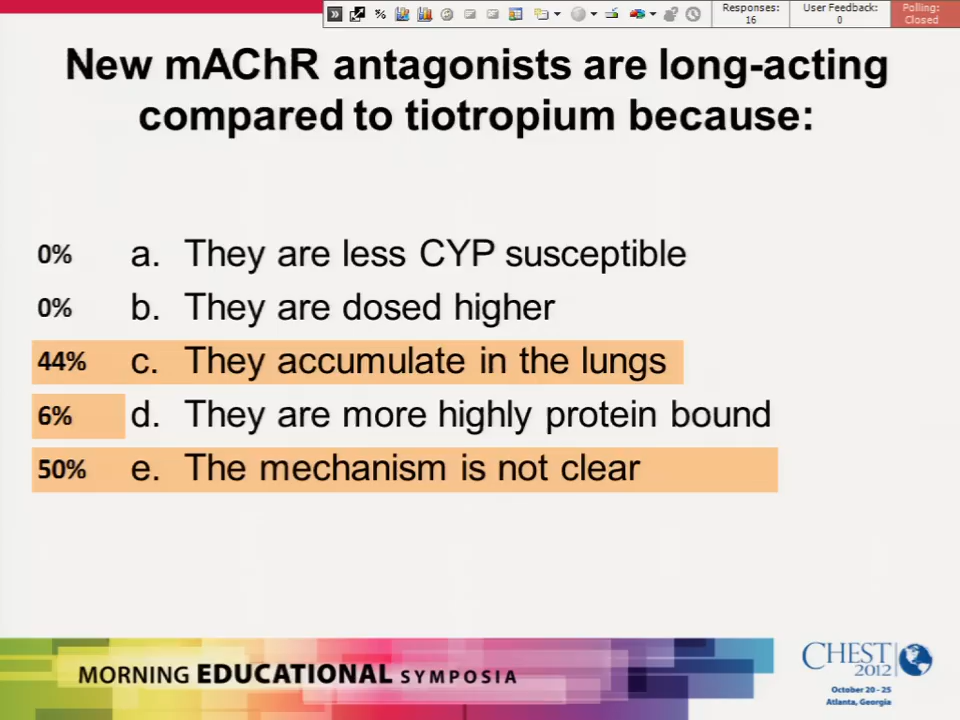 Responses:
16
User Feedback:
0
Polling:
Closed
New mAChR antagonists are long-acting
compared to tiotropium because:
0% a. They are less CYP susceptible
0% b. They are dosed higher
44% c. They accumulate in the lungs
6% d. They are more highly protein bound
50% e. The mechanism is not clear
MORNING EDUCATIONAL SYMPOSIA
CHEST
2012
October 20 - 25
Atlanta, Georgia